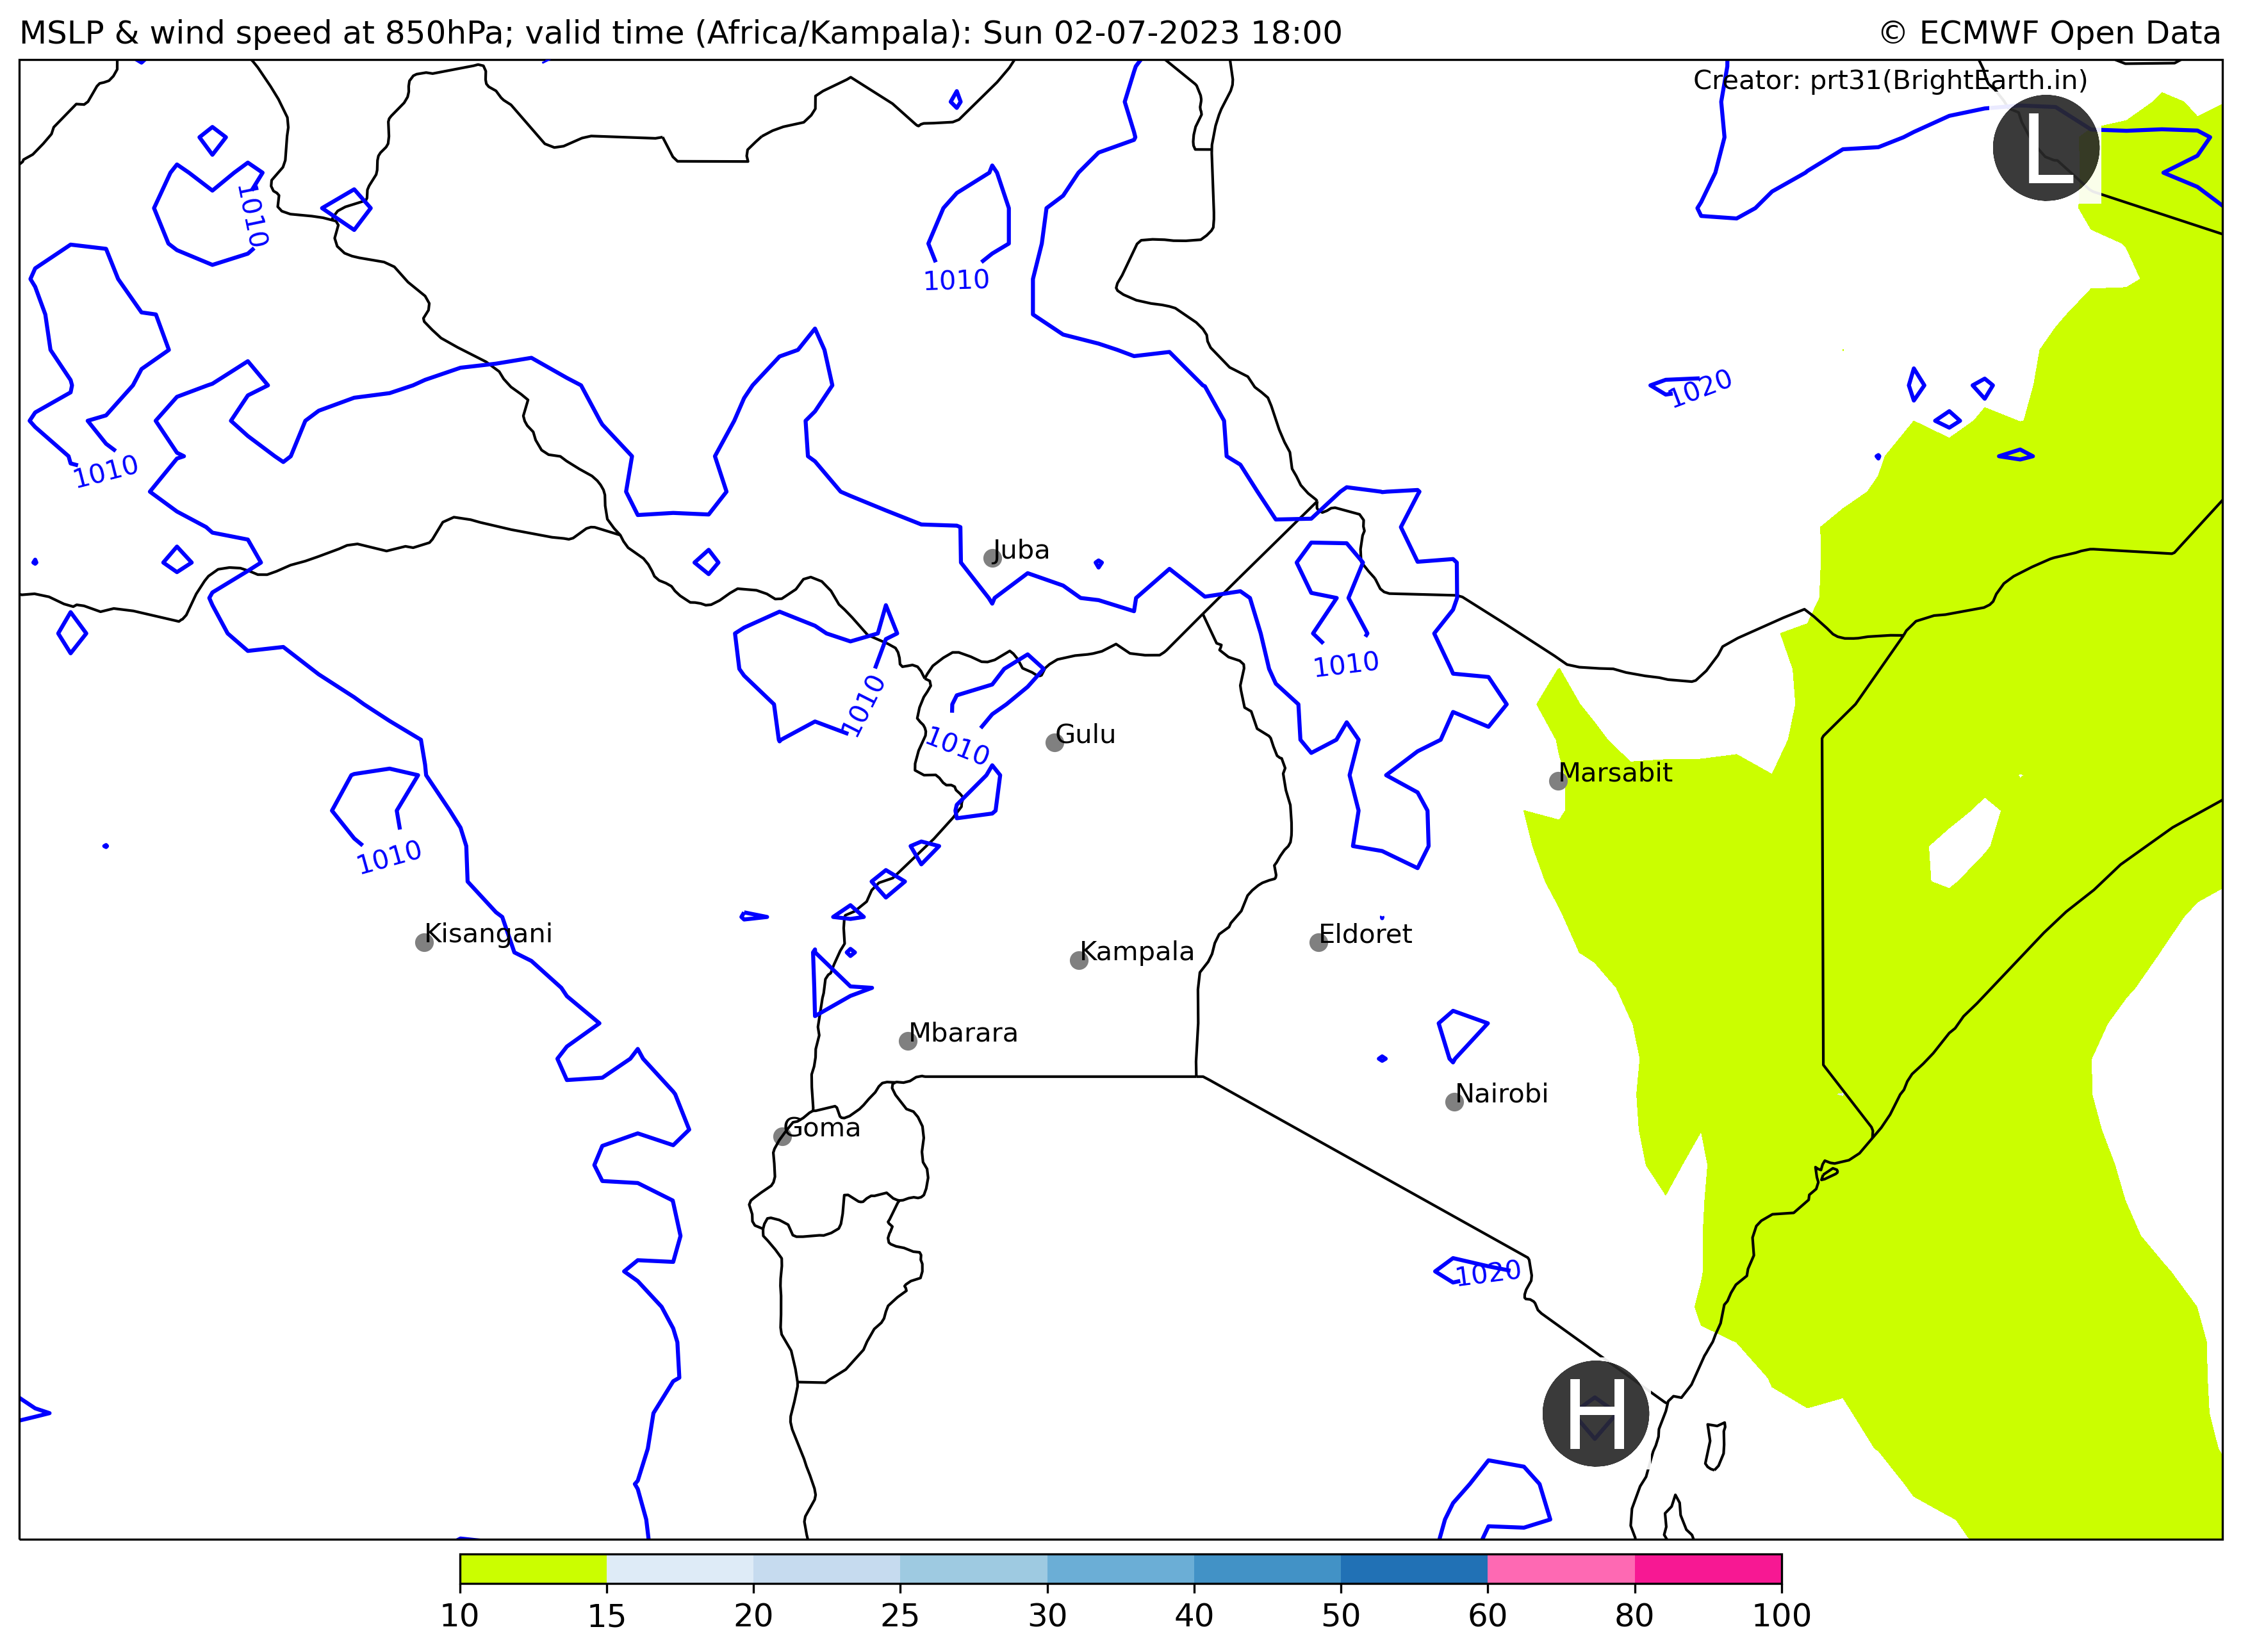 MSLP & wind speed at 850hPa; valid time (Africa/Kampala): Sun 02-07-2023 18:00
© ECMWF Open Data
Creator: prt31(BrightEarth.in)
L
1010
1010
1020
1010
Juba
1010
1010
1010
Gulu
Marsabit
1010
Kisangani
Eldoret
Kampala
Mbarara
Nairobi
Goma
1020
H
10 15 20 25 30 40 50 60 80 100